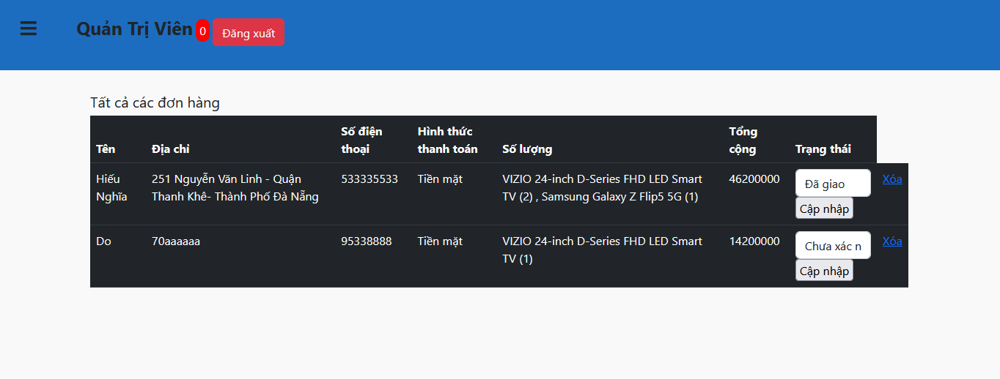 Quản Trị Viên 0 Đăng xuất
Tất cả các đơn hàng
Tên
Địa chỉ
Số điện
thoại
Hình thức
thanh toán
Số lượng
Tổng
cộng
Trạng thái
Hiếu
Nghĩa
251 Nguyễn Văn Linh - Quận
Thanh Khê- Thành Phố Đà Nẵng
533335533
Tiền mặt
VIZIO 24-inch D-Series FHD LED Smart
TV (2) , Samsung Galaxy Z Flip5 5G (1)
46200000
Đã giao
Cập nhập
Xóa
Do
70aaaaaa
95338888
Tiền mặt
VIZIO 24-inch D-Series FHD LED Smart
TV (1)
14200000
Chưa xác n
Cập nhập
Xóa